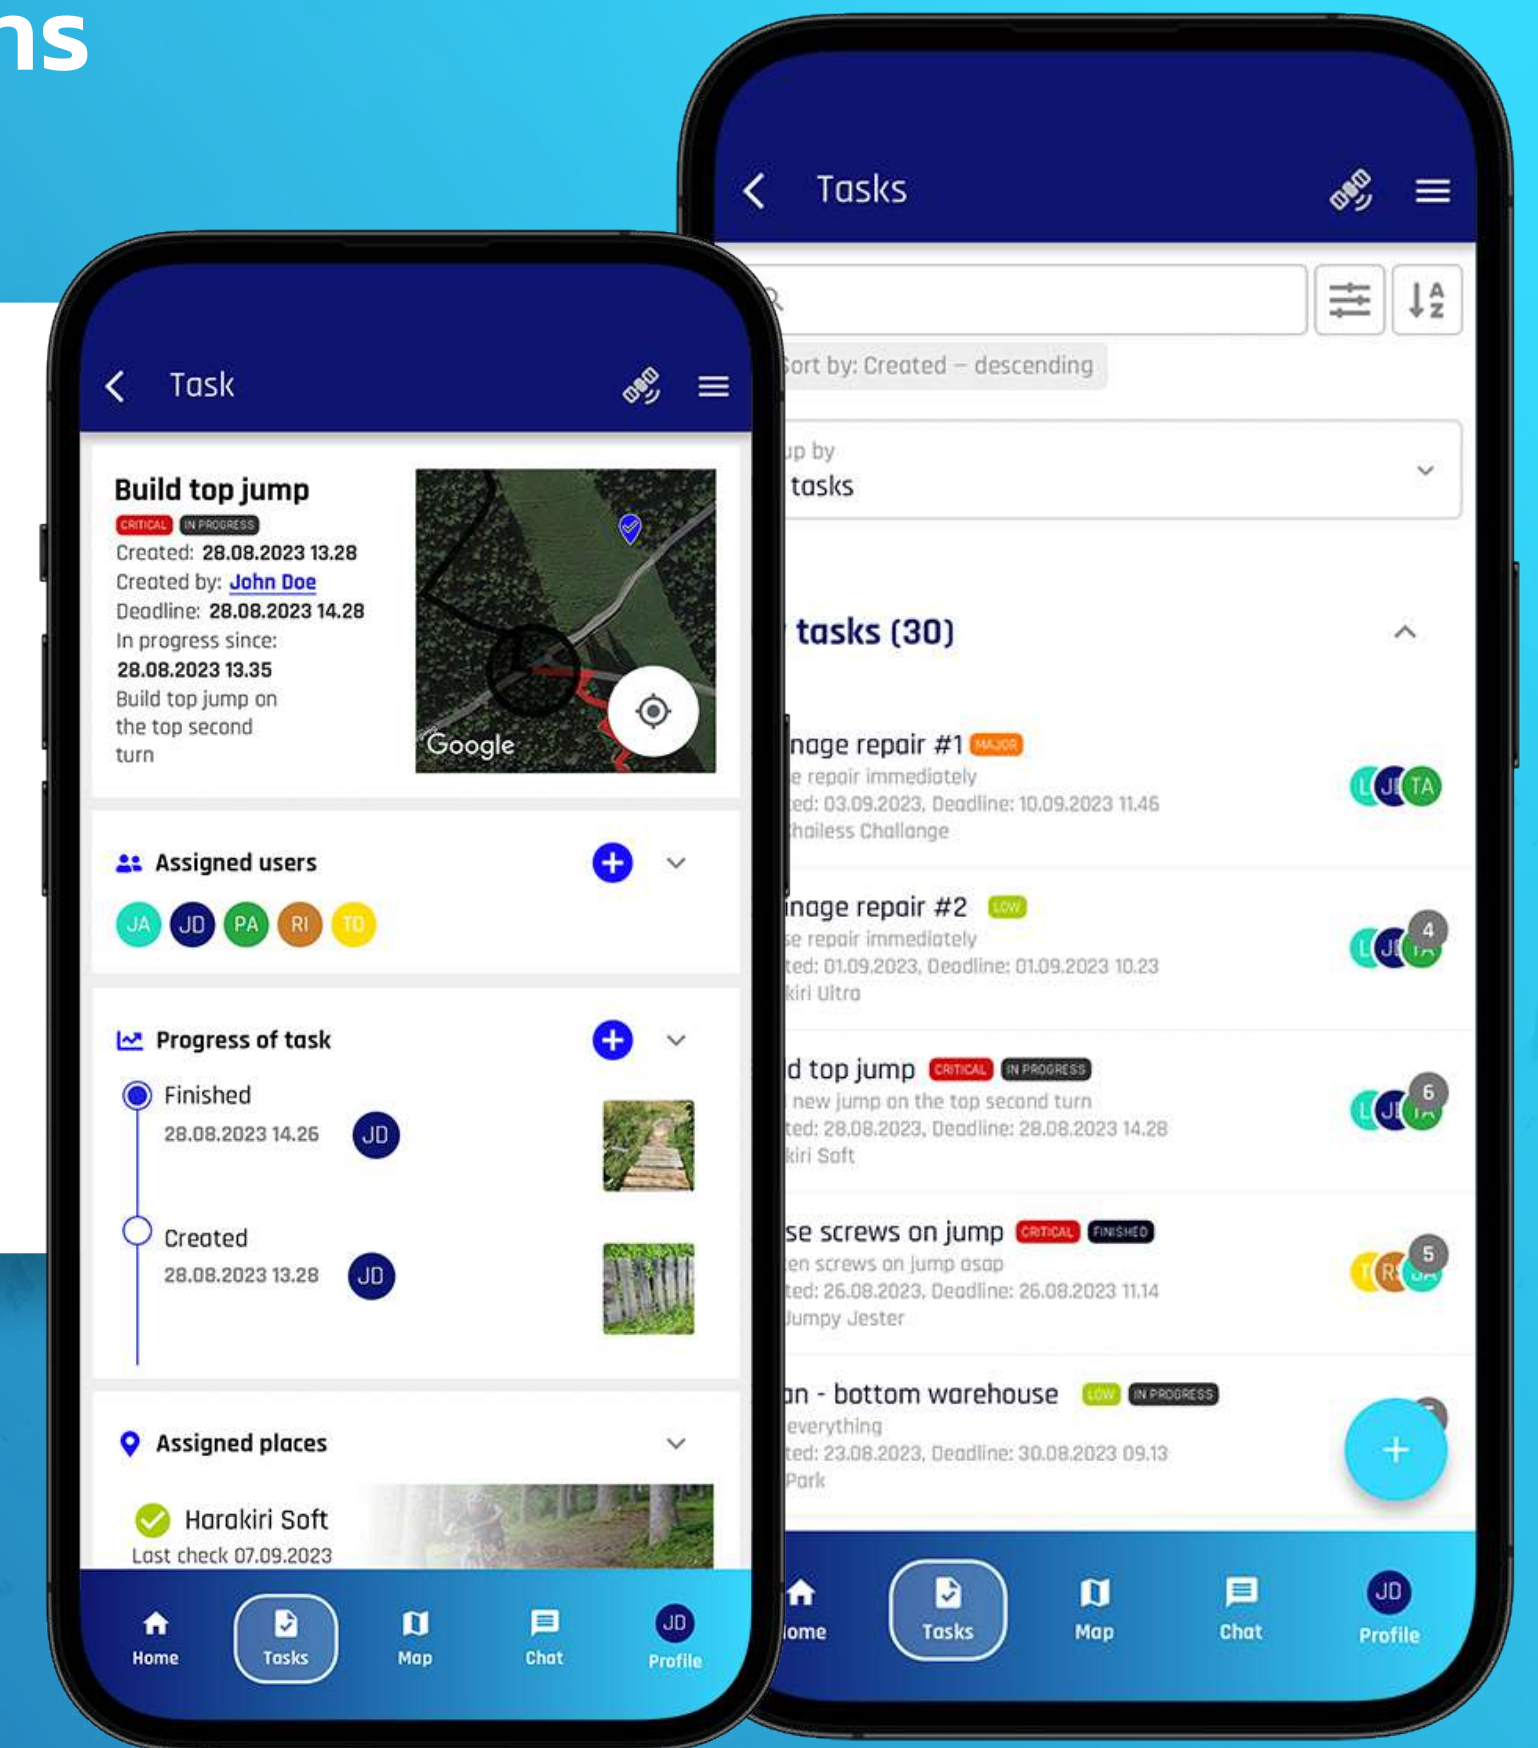 ns
Task
Build top jump
CRITICAL IN PROGRESS
Created: 28.08.2023 13.28
Created by: John Doe
Deadline: 28.08.2023 14.28
In progress since:
28.08.2023 13.35
Build top jump on
the top second
turn
Google
Assigned users
JA JD PA RI TO
Progress of task
Finished
28.08.2023 14.26 JD
Created
28.08.2023 13.28 JD
Assigned places
Harakiri Soft
Last check 07.09.2023
Home Tasks Map Chat JD Profile
Tasks
A
Z
Sort by: Created – descending
up by
tasks
tasks (30)
nage repair #1 MAJOR
e repair immediately
ed: 03.09.2023, Deadline: 10.09.2023 11.46
hailess Challange
L JD TA
inage repair #2 LOW
se repair immediately
ted: 01.09.2023, Deadline: 01.09.2023 10.23
kiri Ultra
4
d top jump CRITICAL IN PROGRESS
new jump on the top second turn
ted: 28.08.2023, Deadline: 28.08.2023 14.28
kiri Soft
6
se screws on jump CRITICAL FINISHED
en screws on jump asap
ted: 26.08.2023, Deadline: 26.08.2023 11.14
Jumpy Jester
5
an - bottom warehouse LOW IN PROGRESS
everything
ted: 23.08.2023, Deadline: 30.08.2023 09.13
Park
ome Tasks Map Chat JD Profile